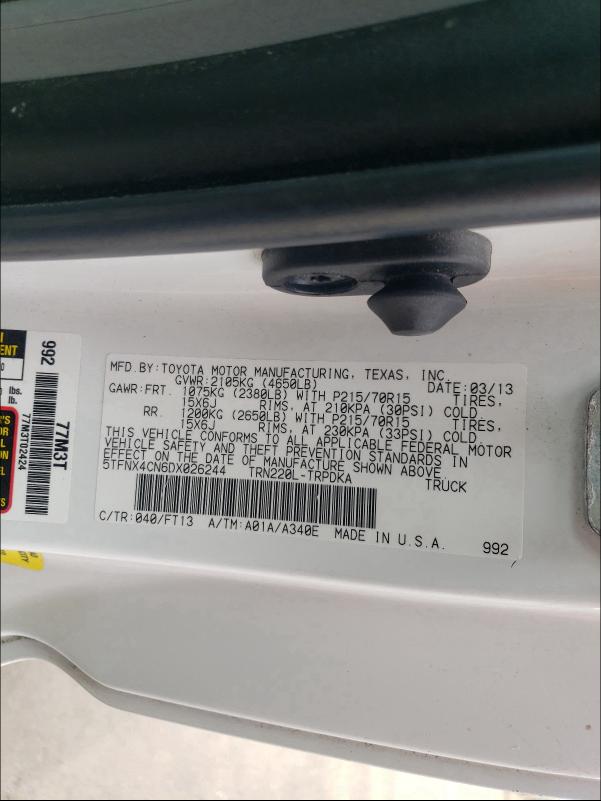 MFD.BY:TOYOTA MOTOR MANUFACTURING, TEXAS, INC.
GVWR:2105KG (4650LB) DATE:03/13
GAWR:FRT. 1075KG (2380LB) WITH P215/70R15 TIRES,
15X6J RIMS, AT 210KPA (30PSI) COLD
RR. 1200KG (2650LB) WITH P215/70R15 TIRES,
15X6J RIMS, AT 230KPA (33PSI) COLD
THIS VEHICLE CONFORMS TO ALL APPLICABLE FEDERAL MOTOR
VEHICLE SAFETY AND THEFT PREVENTION STANDARDS IN
EFFECT ON THE DATE OF MANUFACTURE SHOWN ABOVE.
5TFNX4CN6DX026244 TRN220L-TRPDKA TRUCK
C/TR:040/FT13 A/TM:A01A/A340E MADE IN U.S.A.
992
992
77M3T
77M3TD2424
lbs.
lb.